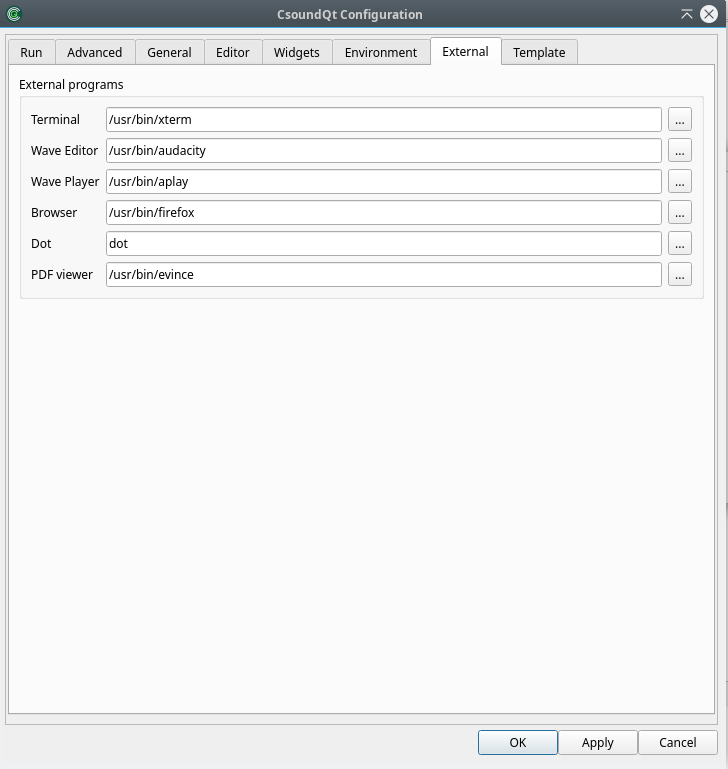 CsoundQt Configuration
Run Advanced General Editor Widgets Environment External Template
External programs
Terminal /usr/bin/xterm ...
Wave Editor /usr/bin/audacity ...
Wave Player /usr/bin/aplay ...
Browser /usr/bin/firefox ...
Dot dot ...
PDF viewer /usr/bin/evince ...
OK Apply Cancel